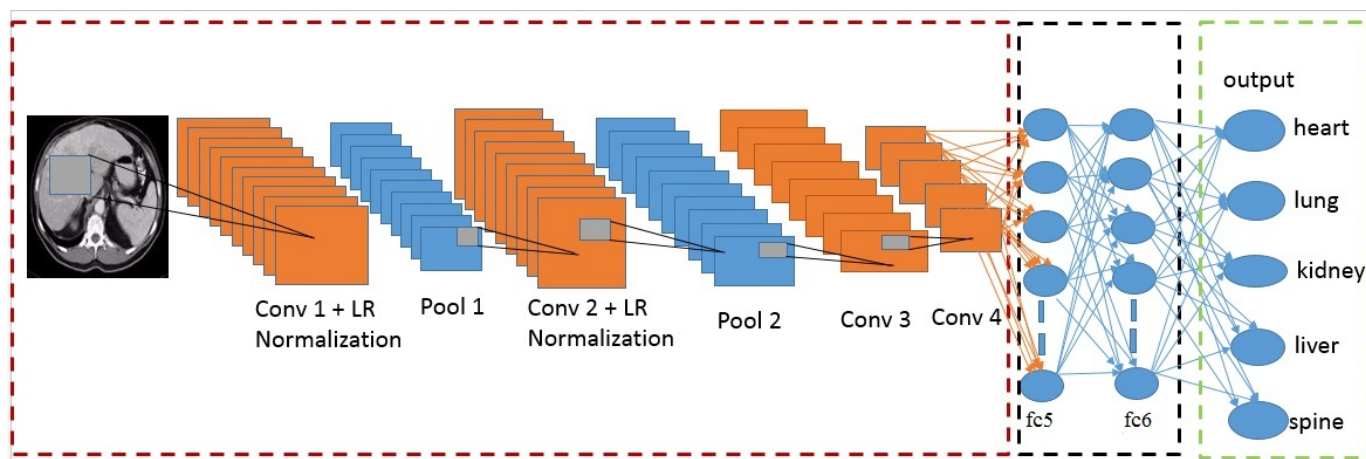 Conv 1 + LR
Normalization
Pool 1
Conv 2 + LR
Normalization
Pool 2
Conv 3
Conv 4
fc5
fc6
output
heart
lung
kidney
liver
spine